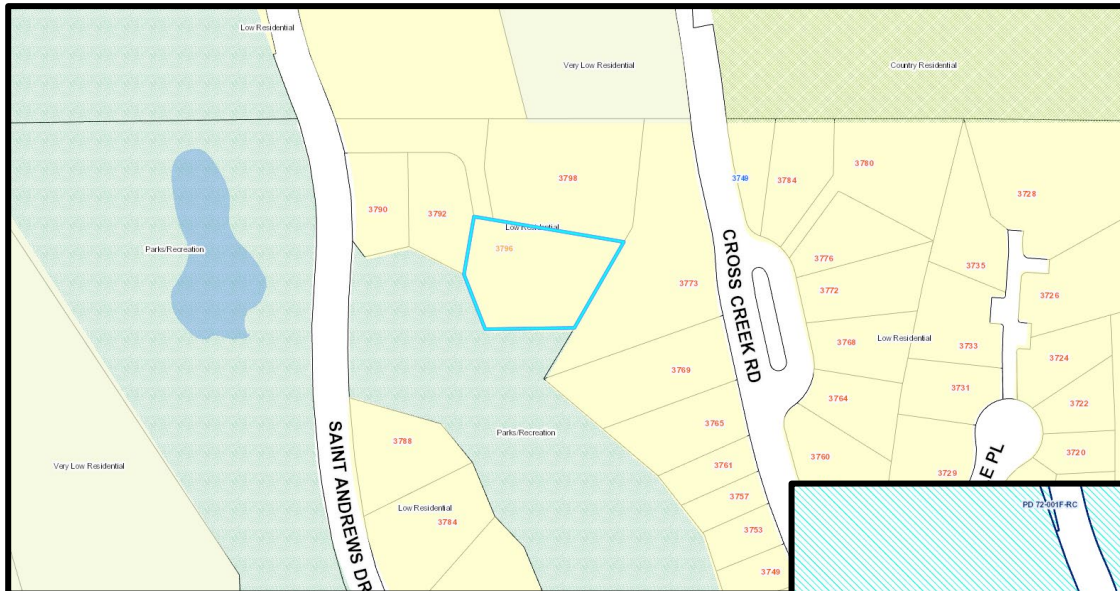 Low Residential
Very Low Residential
Country Residential
3798
3749
3784
3780
3790
3792
3728
Low Residential
3796
Parks/Recreation
CROSS CREEK RD
3776
3735
3773
3772
3726
3768
Low Residential
3733
3724
3769
3731
3764
3722
3765
3788
SAINT ANDREWS DR
Parks/Recreation
3760
3720
Very Low Residential
3761
3729
E PL
3757
Low Residential
3784
3753
3749
PD 72-001F-RC